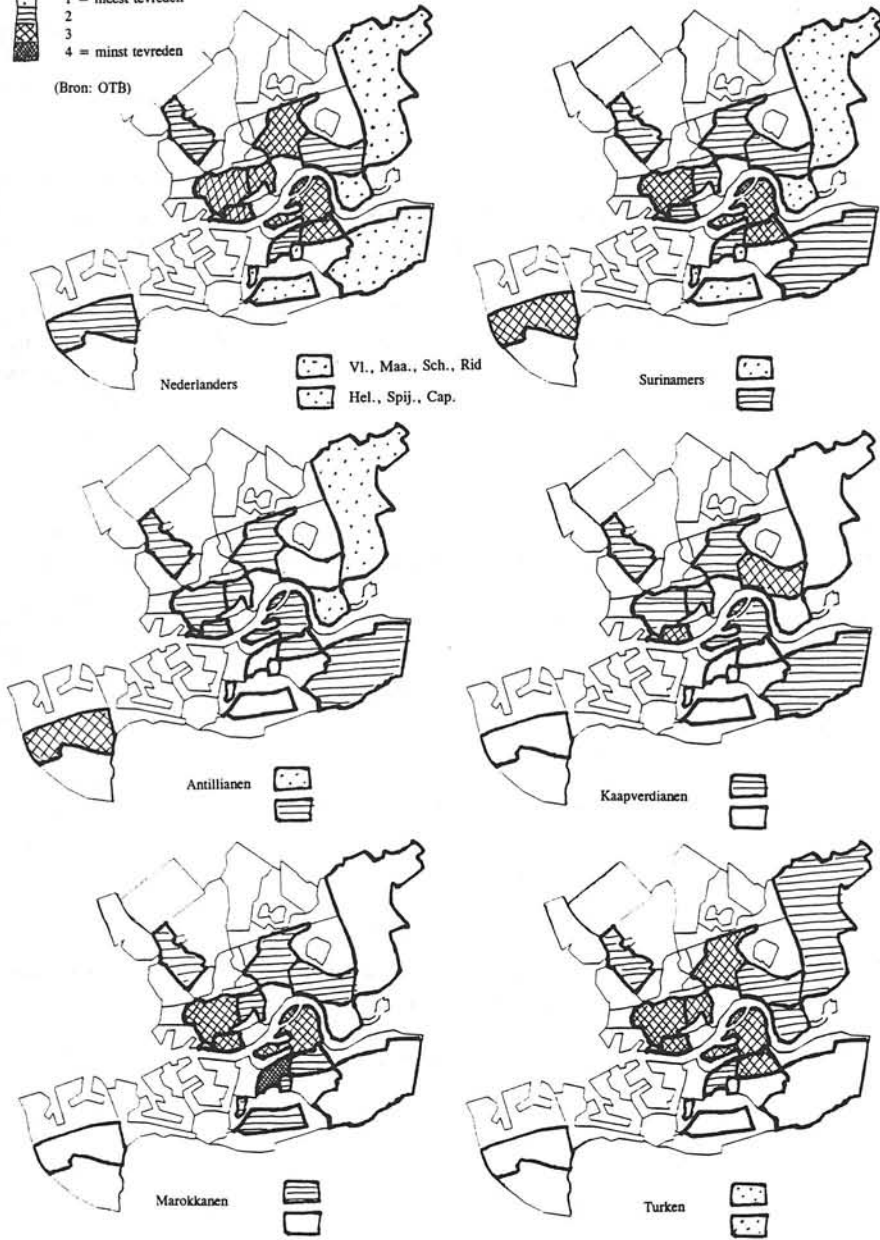 1 = meest tevreden
2
3
4 = minst tevreden
(Bron: OTB)
Nederlanders
Vl., Maa., Sch., Rid
Hel., Spij., Cap.
Surinamers
Antillianen
Kaapverdianen
Marokkanen
Turken